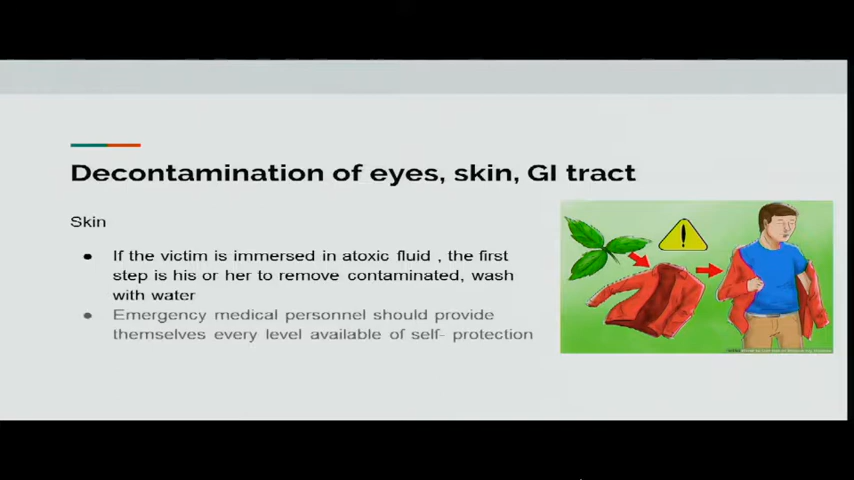 Decontamination of eyes, skin, GI tract
Skin
If the victim is immersed in atoxic fluid , the first
step is his or her to remove contaminated, wash
with water
Emergency medical personnel should provide
themselves every level available of self- protection